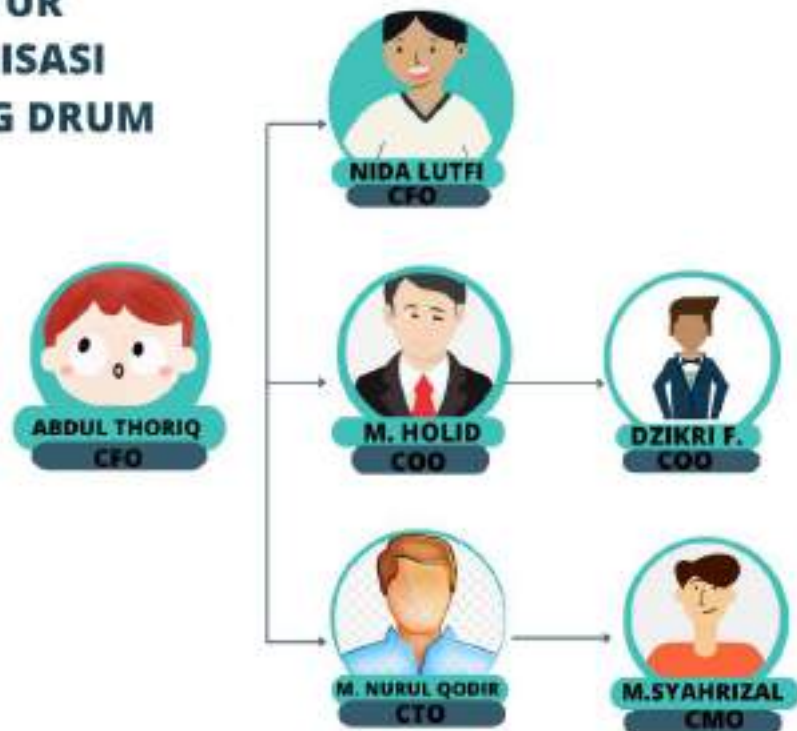 UR
ISASI
G DRUM
NIDA LUTFI
CFO
ABDUL THORIQ
CFO
M. HOLID
COO
DZIKRI F.
COO
M. NURUL QODIR
CTO
M.SYAHRIZAL
CMO